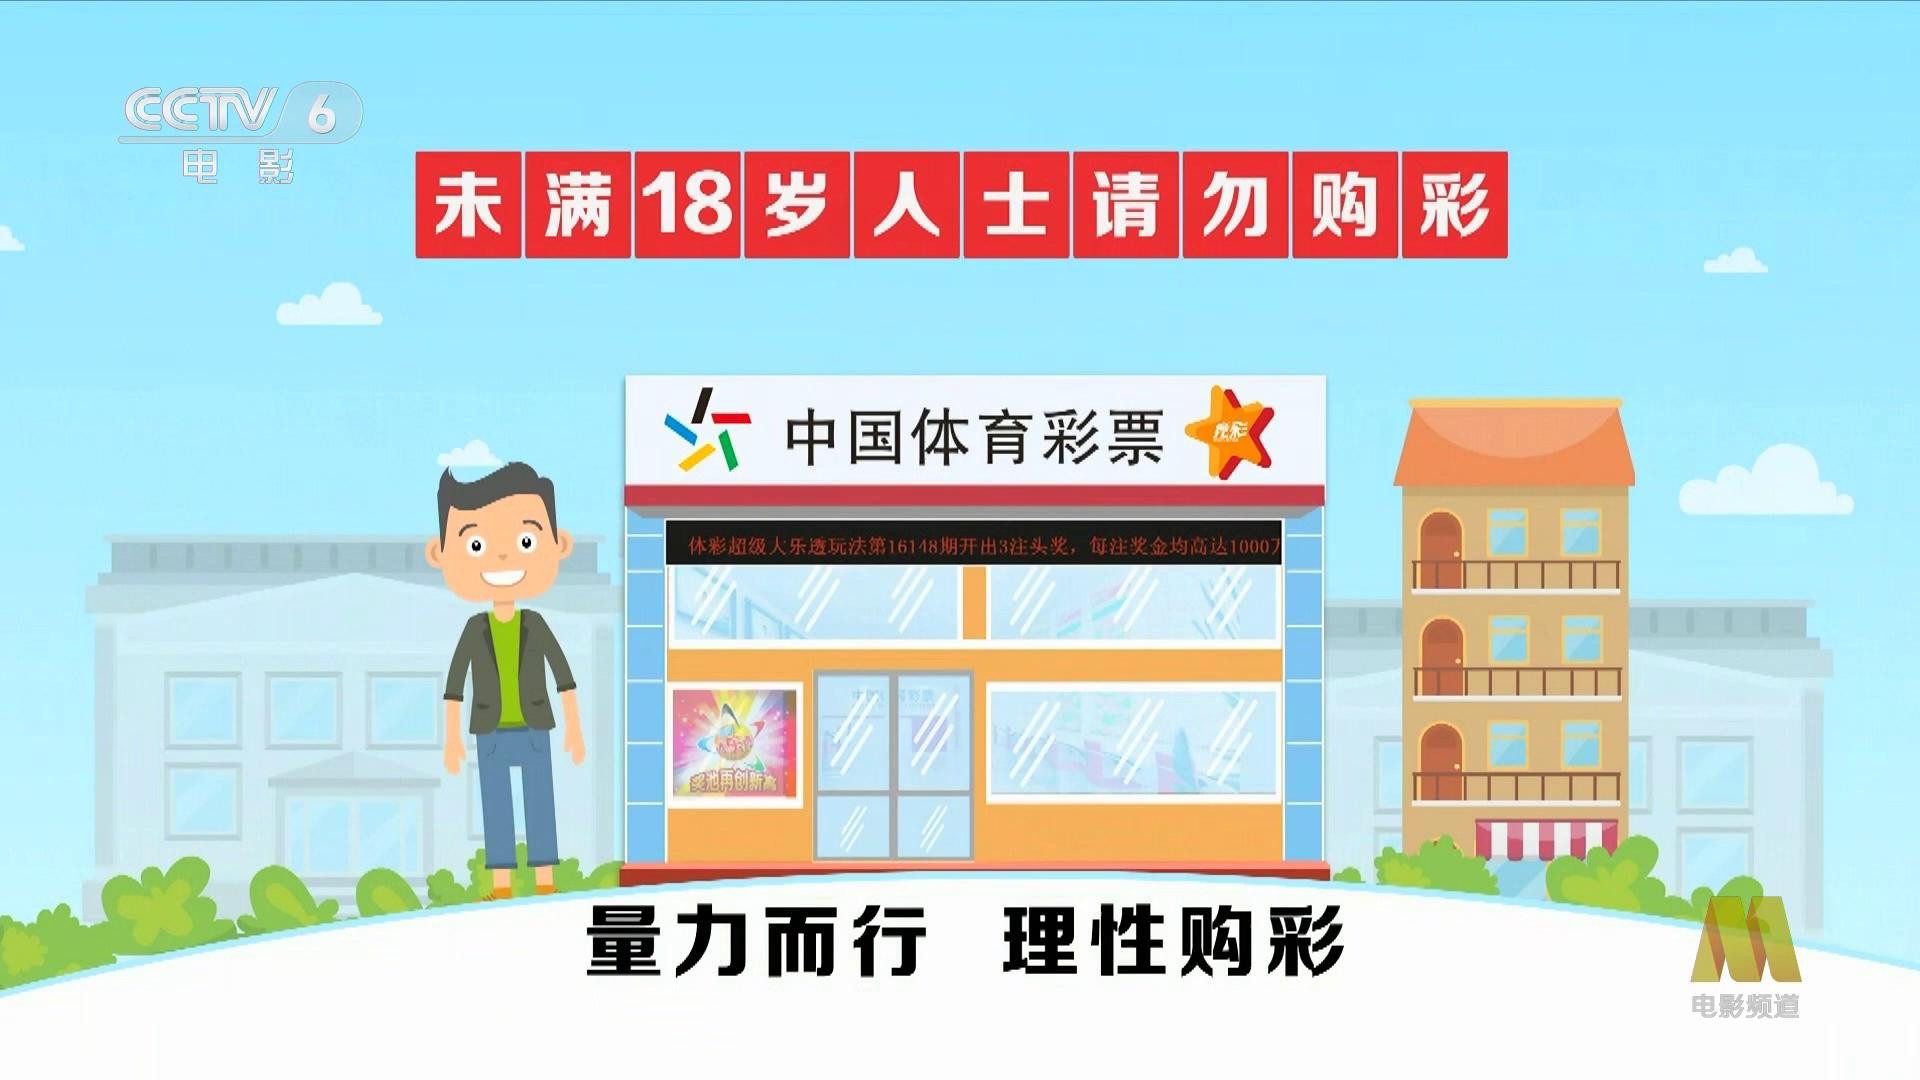 CCTV 6
电影
未满18岁人士请勿购彩
中国体育彩票
竞彩
体彩超级大乐透玩法第16148期开出3注头奖，每注奖金均高达1000万
奖池再创新高
量力而行 理性购彩
电影频道